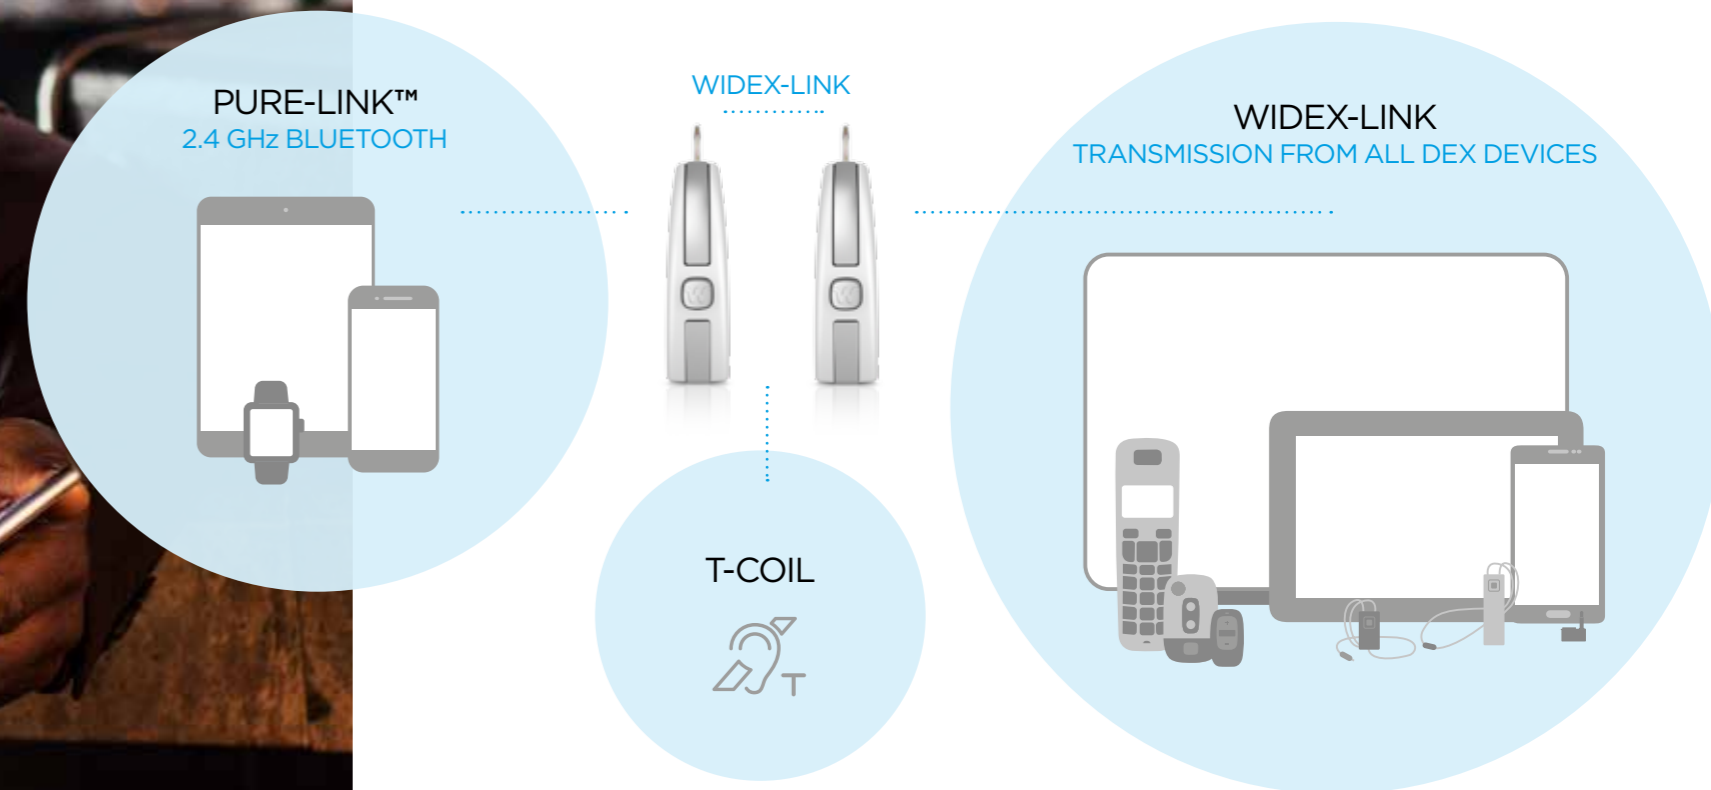 PURE-LINK™
2.4 GHz BLUETOOTH
WIDEX-LINK
WIDEX-LINK
TRANSMISSION FROM ALL DEX DEVICES
T-COIL
T